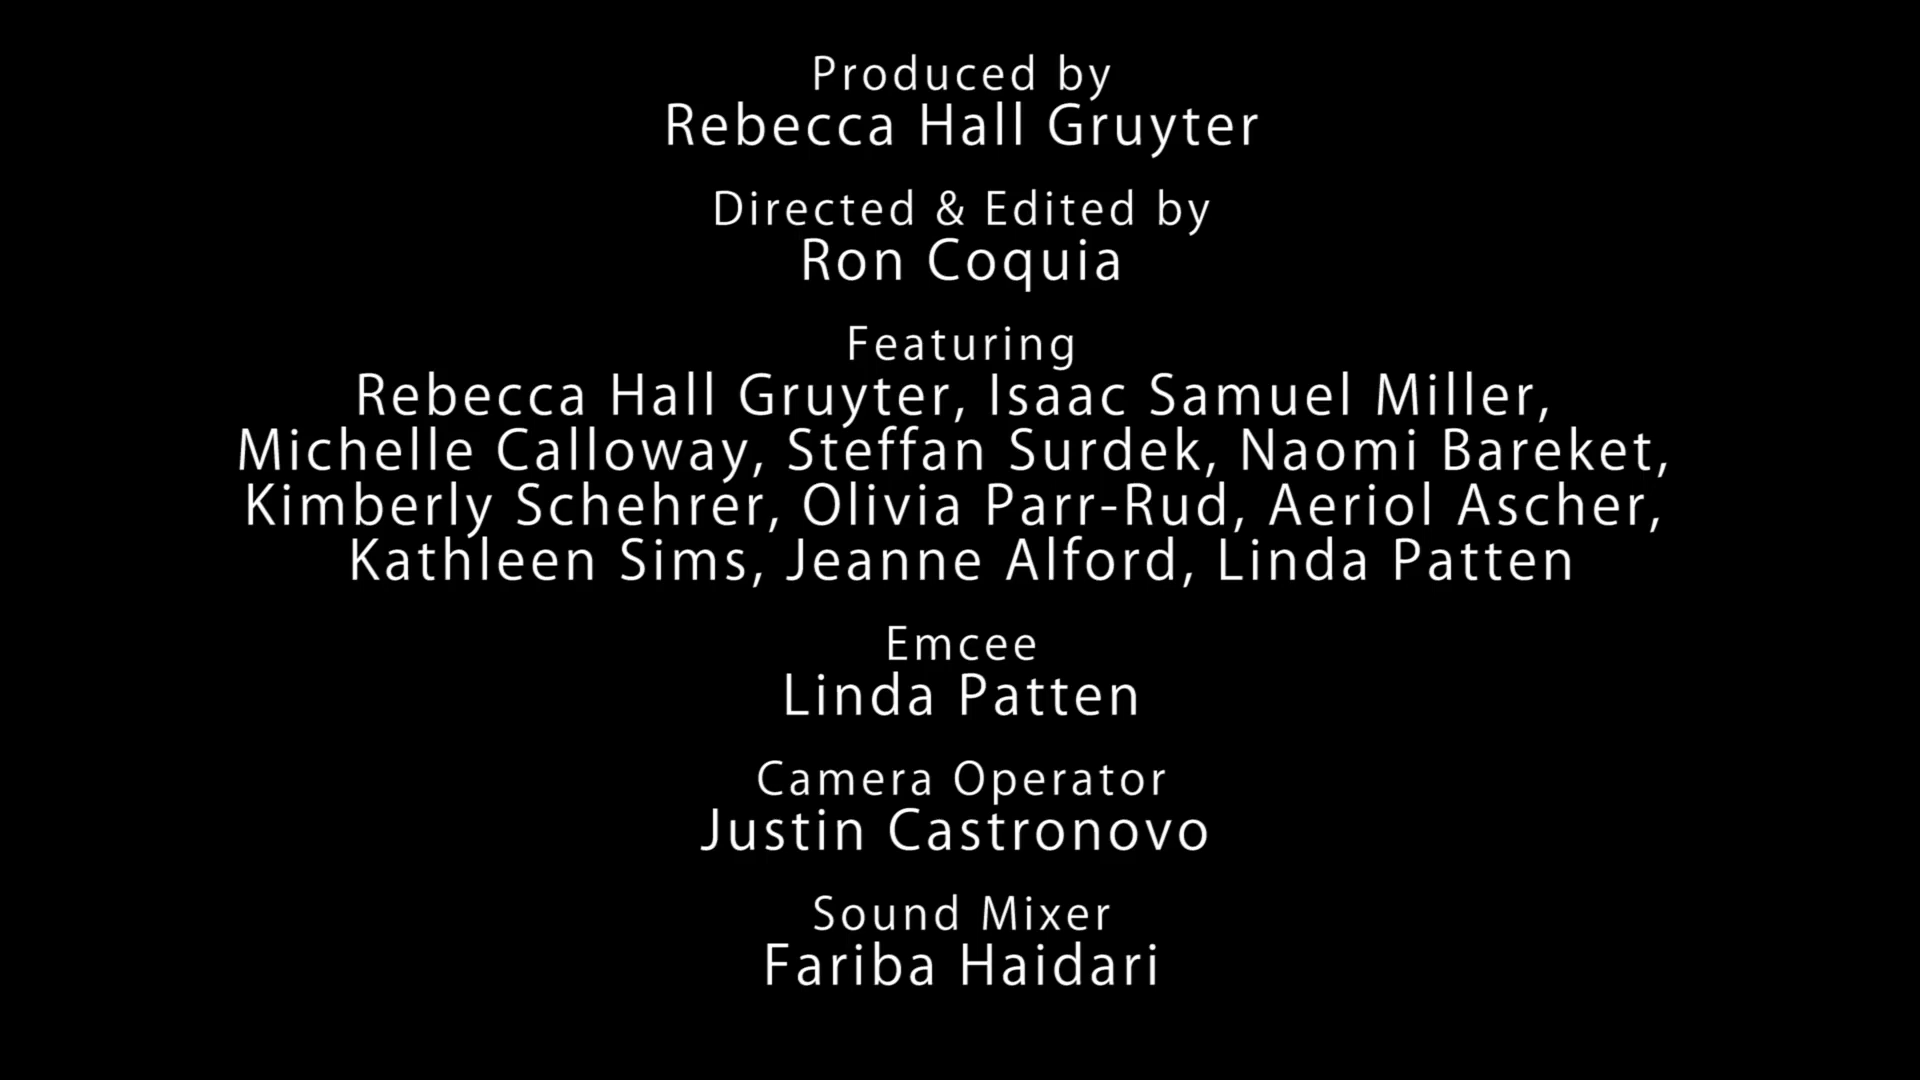 Produced by
Rebecca Hall Gruyter
Directed & Edited by
Ron Coquia
Featuring
Rebecca Hall Gruyter, Isaac Samuel Miller,
Michelle Calloway, Steffan Surdek, Naomi Bareket,
Kimberly Schehrer, Olivia Parr-Rud, Aeriol Ascher,
Kathleen Sims, Jeanne Alford, Linda Patten
Emcee
Linda Patten
Camera Operator
Justin Castronovo
Sound Mixer
Fariba Haidari